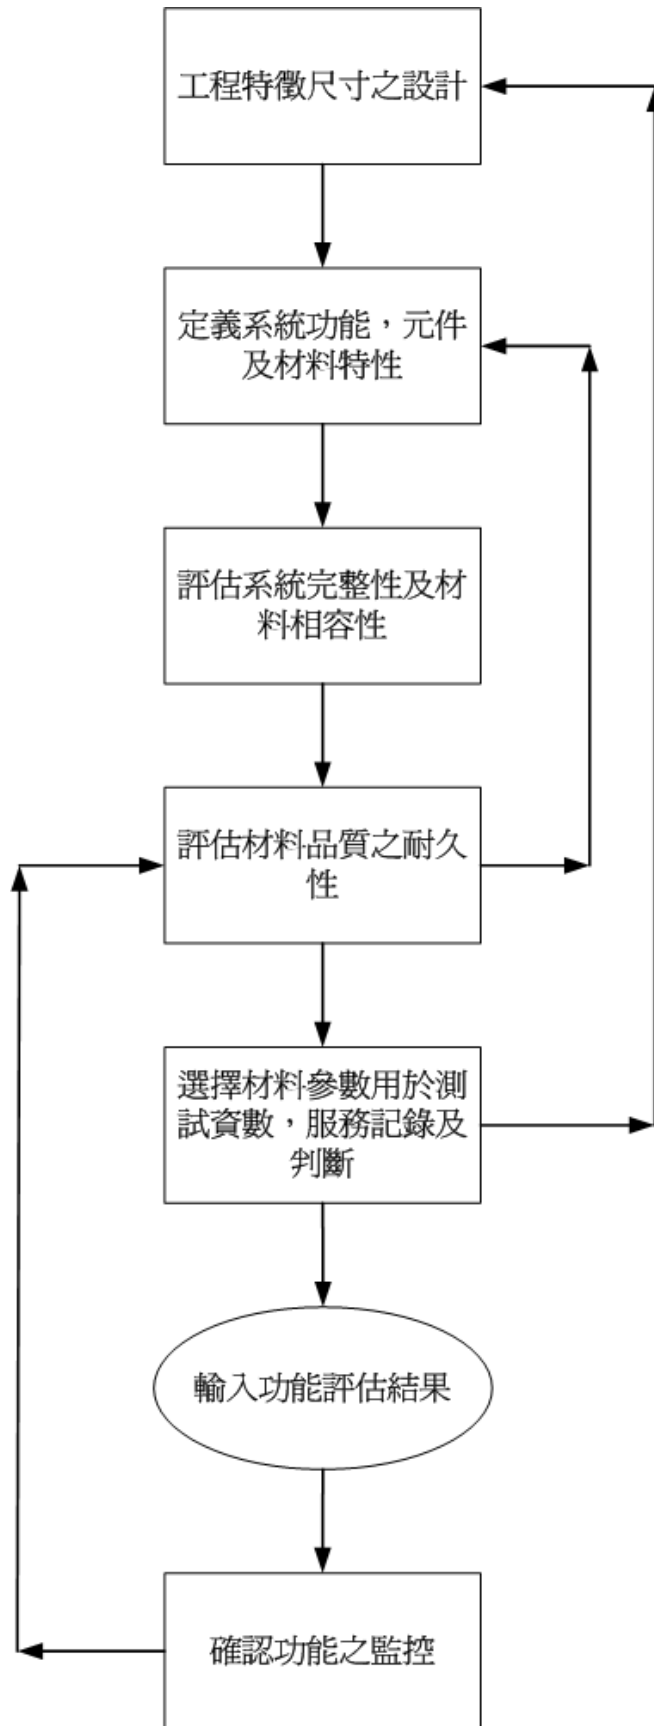 工程特徵尺寸之設計
定義系統功能，元件
及材料特性
評估系統完整性及材
料相容性
評估材料品質之耐久
性
選擇材料參數用於測
試資數，服務記錄及
判斷
輸入功能評估結果
確認功能之監控